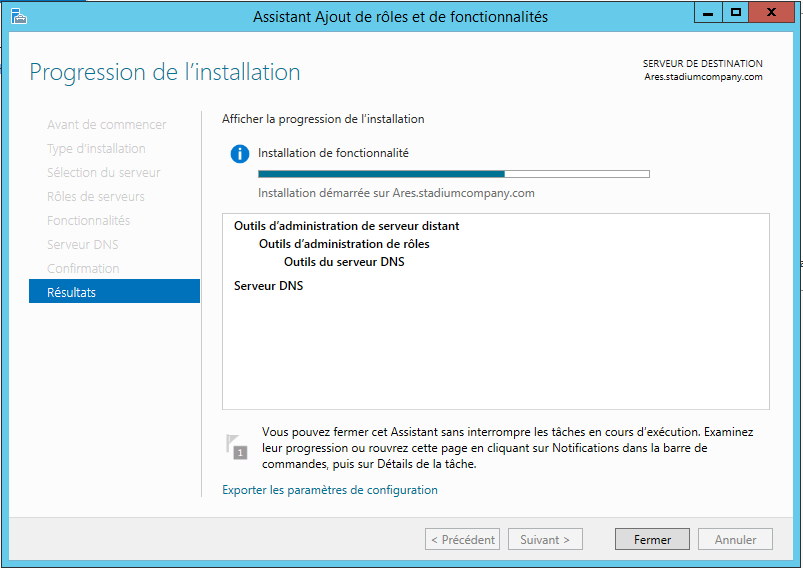 Assistant Ajout de rôles et de fonctionnalités
Progression de l'installation
SERVEUR DE DESTINATION
Ares.stadiumcompany.com
Avant de commencer
Type d'installation
Sélection du serveur
Rôles de serveurs
Fonctionnalités
Serveur DNS
Confirmation
Résultats
Afficher la progression de l'installation
Installation de fonctionnalité
Installation démarrée sur Ares.stadiumcompany.com
Outils d'administration de serveur distant
Outils d'administration de rôles
Outils du serveur DNS
Serveur DNS
1
Vous pouvez fermer cet Assistant sans interrompre les tâches en cours d'exécution. Examinez
leur progression ou rouvrez cette page en cliquant sur Notifications dans la barre de
commandes, puis sur Détails de la tâche.
Exporter les paramètres de configuration
< Précédent
Suivant >
Fermer
Annuler